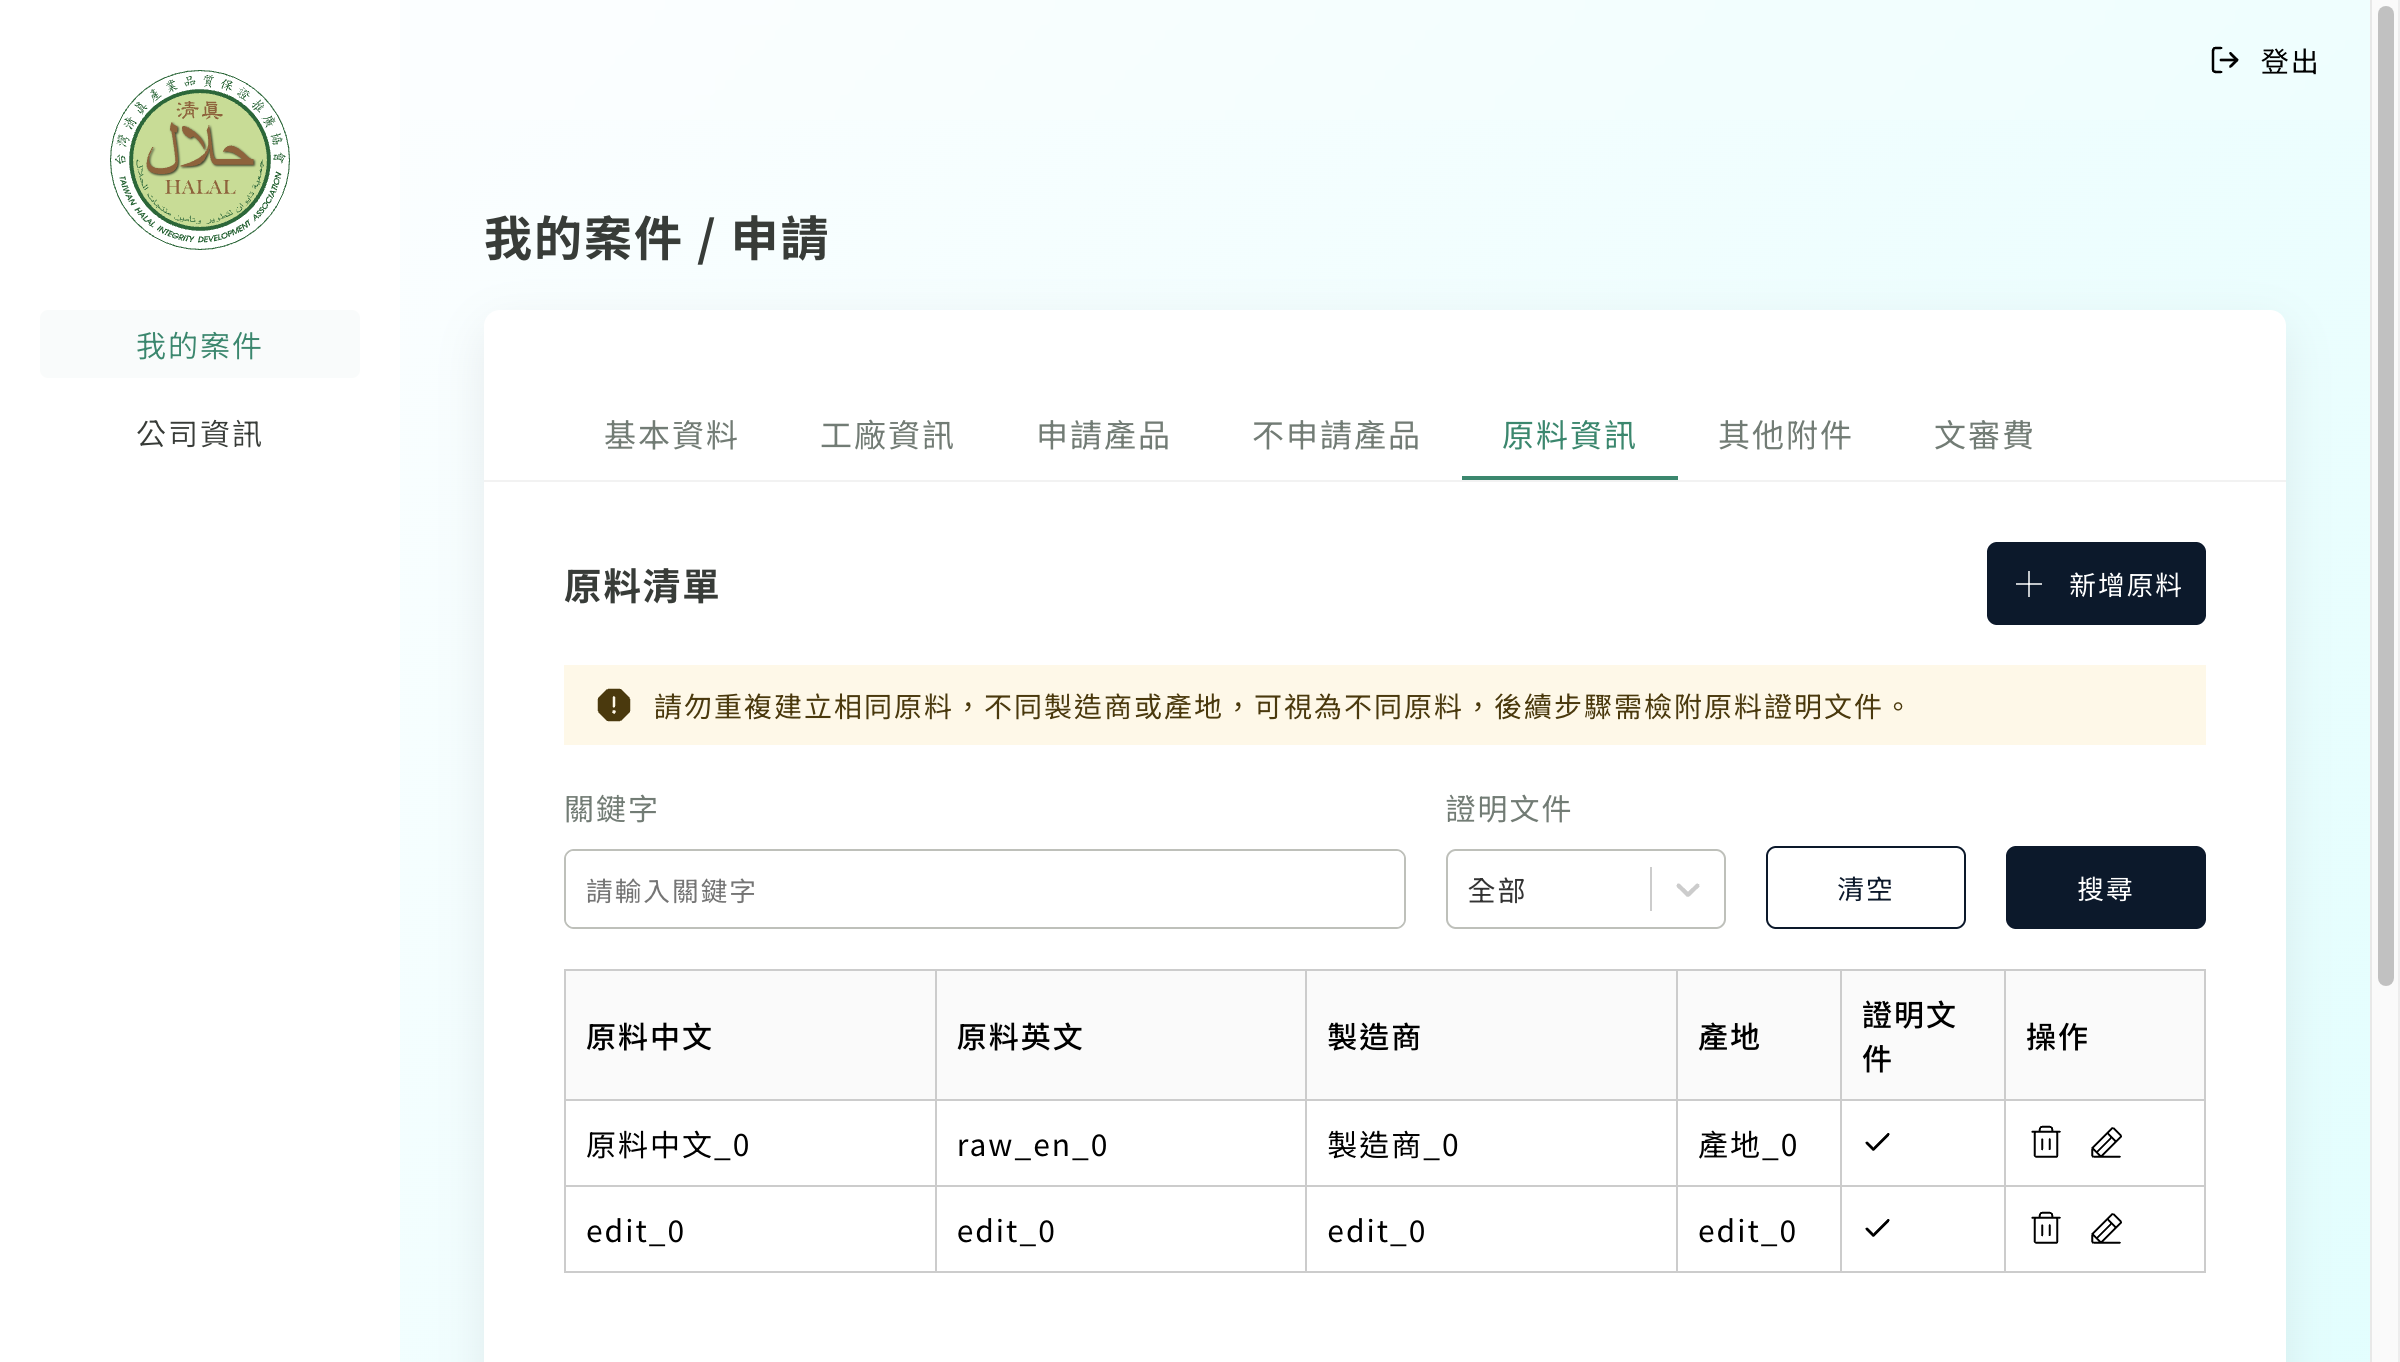 台灣清真產業品質保證推廣協會
清真
حلال
HALAL
TAIWAN HALAL INTEGRITY DEVELOPMENT ASSOCIATION
登出
我的案件
公司資訊
我的案件 / 申請
基本資料 工廠資訊 申請產品 不申請產品 原料資訊 其他附件 文審費
原料清單
新增原料
請勿重複建立相同原料，不同製造商或產地，可視為不同原料，後續步驟需檢附原料證明文件。
關鍵字 證明文件
請輸入關鍵字 全部 清空 搜尋
原料中文 原料英文 製造商 產地 證明文件 操作
原料中文_0 raw_en_0 製造商_0 產地_0
edit_0 edit_0 edit_0 edit_0